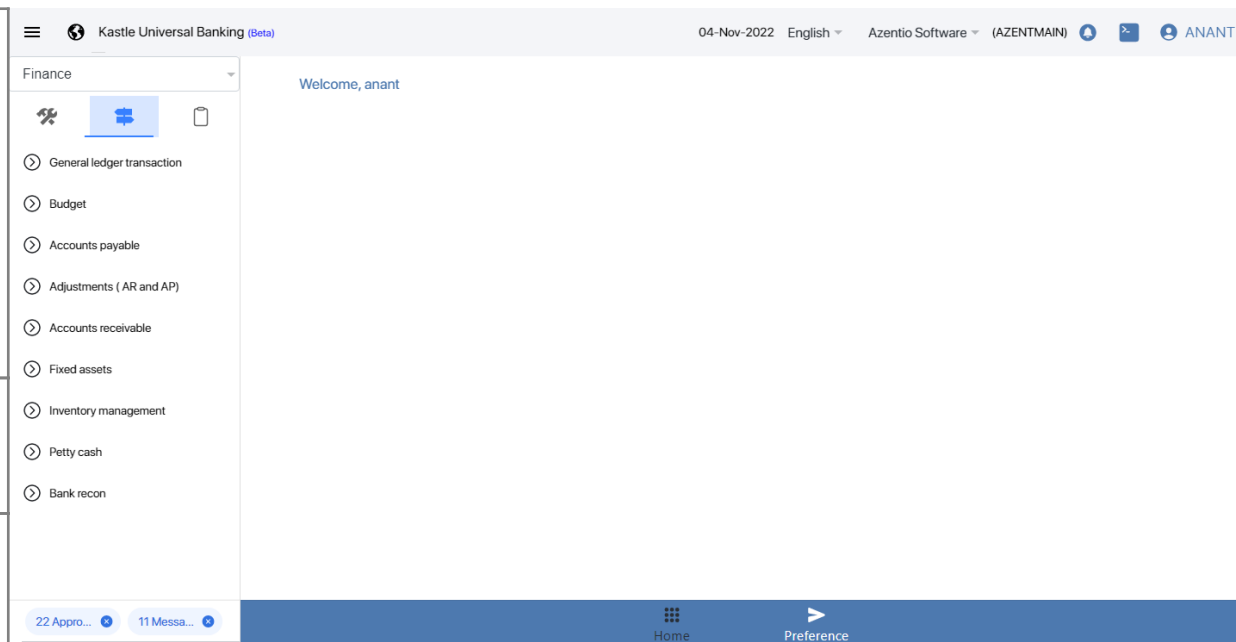 Kastle Universal Banking (Beta)
04-Nov-2022 English Azentio Software (AZENTMAIN) ANANT
Finance
Welcome, anant
General ledger transaction
Budget
Accounts payable
Adjustments ( AR and AP)
Accounts receivable
Fixed assets
Inventory management
Petty cash
Bank recon
22 Appro... 11 Messa...
Home Preference